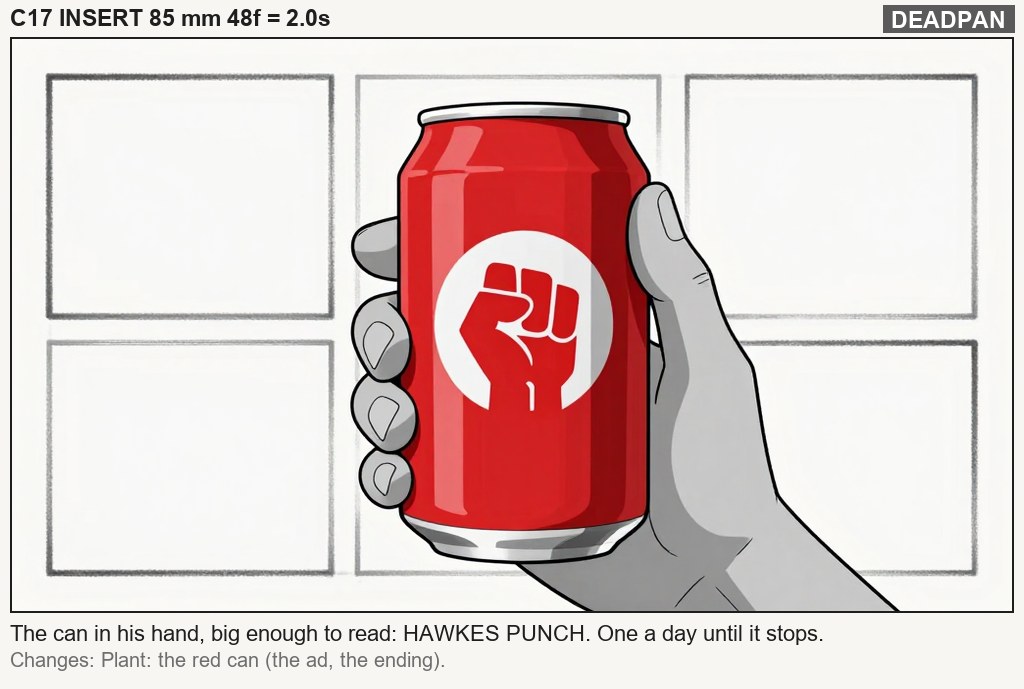 C17 INSERT 85 mm 48f = 2.0s
DEADPAN
The can in his hand, big enough to read: HAWKES PUNCH. One a day until it stops.
Changes: Plant: the red can (the ad, the ending).